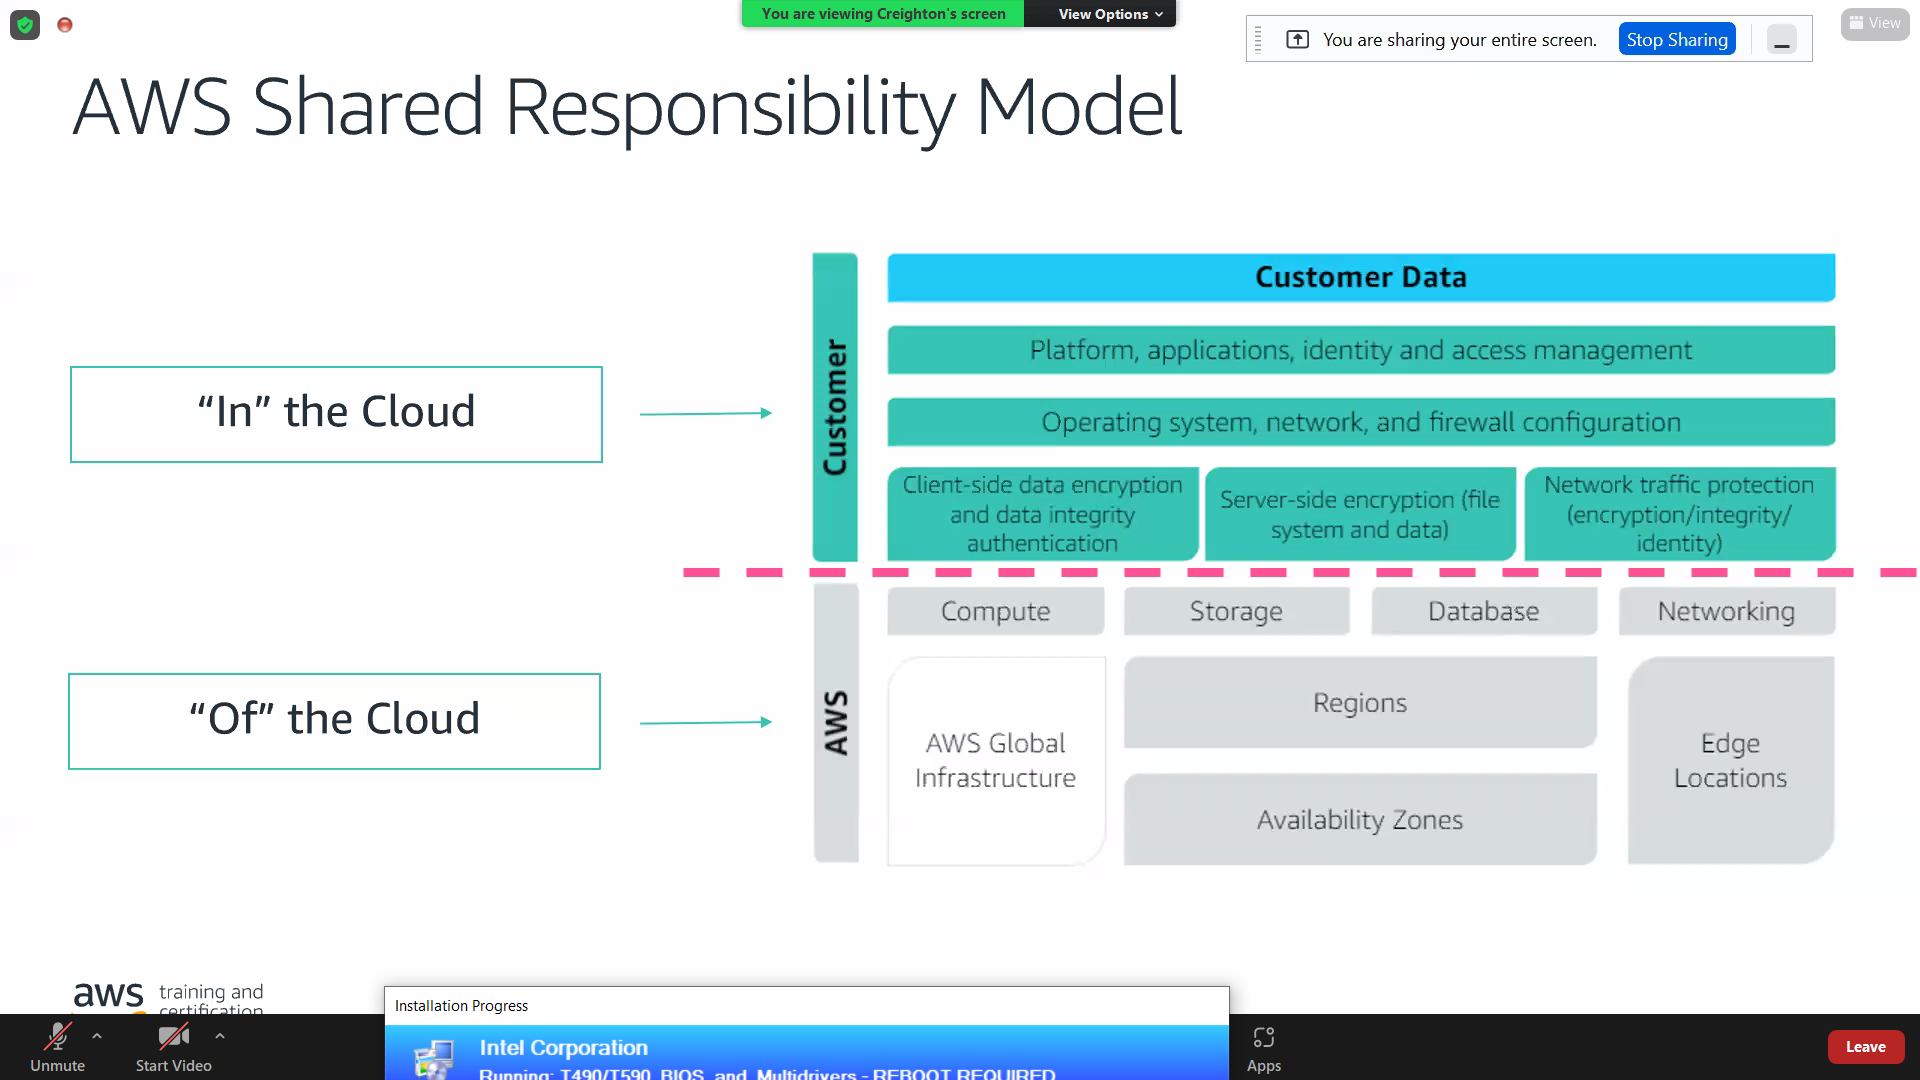 You are viewing Creighton's screen
View Options
You are sharing your entire screen.
Stop Sharing
View
AWS Shared Responsibility Model
“In” the Cloud
“Of” the Cloud
Customer
Customer Data
Platform, applications, identity and access management
Operating system, network, and firewall configuration
Client-side data encryption
and data integrity
authentication
Server-side encryption (file
system and data)
Network traffic protection
(encryption/integrity/
identity)
AWS
Compute
Storage
Database
Networking
AWS Global
Infrastructure
Regions
Availability Zones
Edge
Locations
aws
training and
certification
Installation Progress
Intel Corporation
Running: T490/T590_BIOS_and_Multidrivers - REBOOT REQUIRED
Unmute
Start Video
Apps
Leave